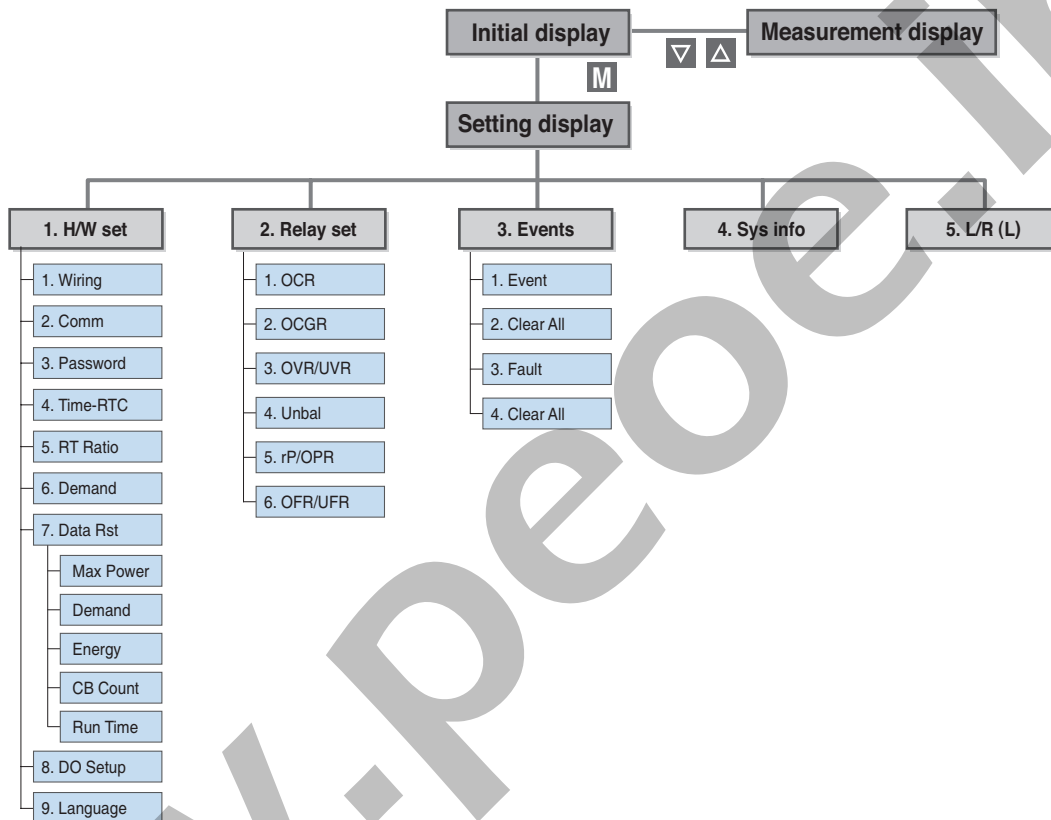 Initial display
Measurement display
▽ △
M
Setting display
1. H/W set
1. Wiring
2. Comm
3. Password
4. Time-RTC
5. RT Ratio
6. Demand
7. Data Rst
Max Power
Demand
Energy
CB Count
Run Time
8. DO Setup
9. Language
2. Relay set
1. OCR
2. OCGR
3. OVR/UVR
4. Unbal
5. rP/OPR
6. OFR/UFR
3. Events
1. Event
2. Clear All
3. Fault
4. Clear All
4. Sys info
5. L/R (L)
.peoe.i